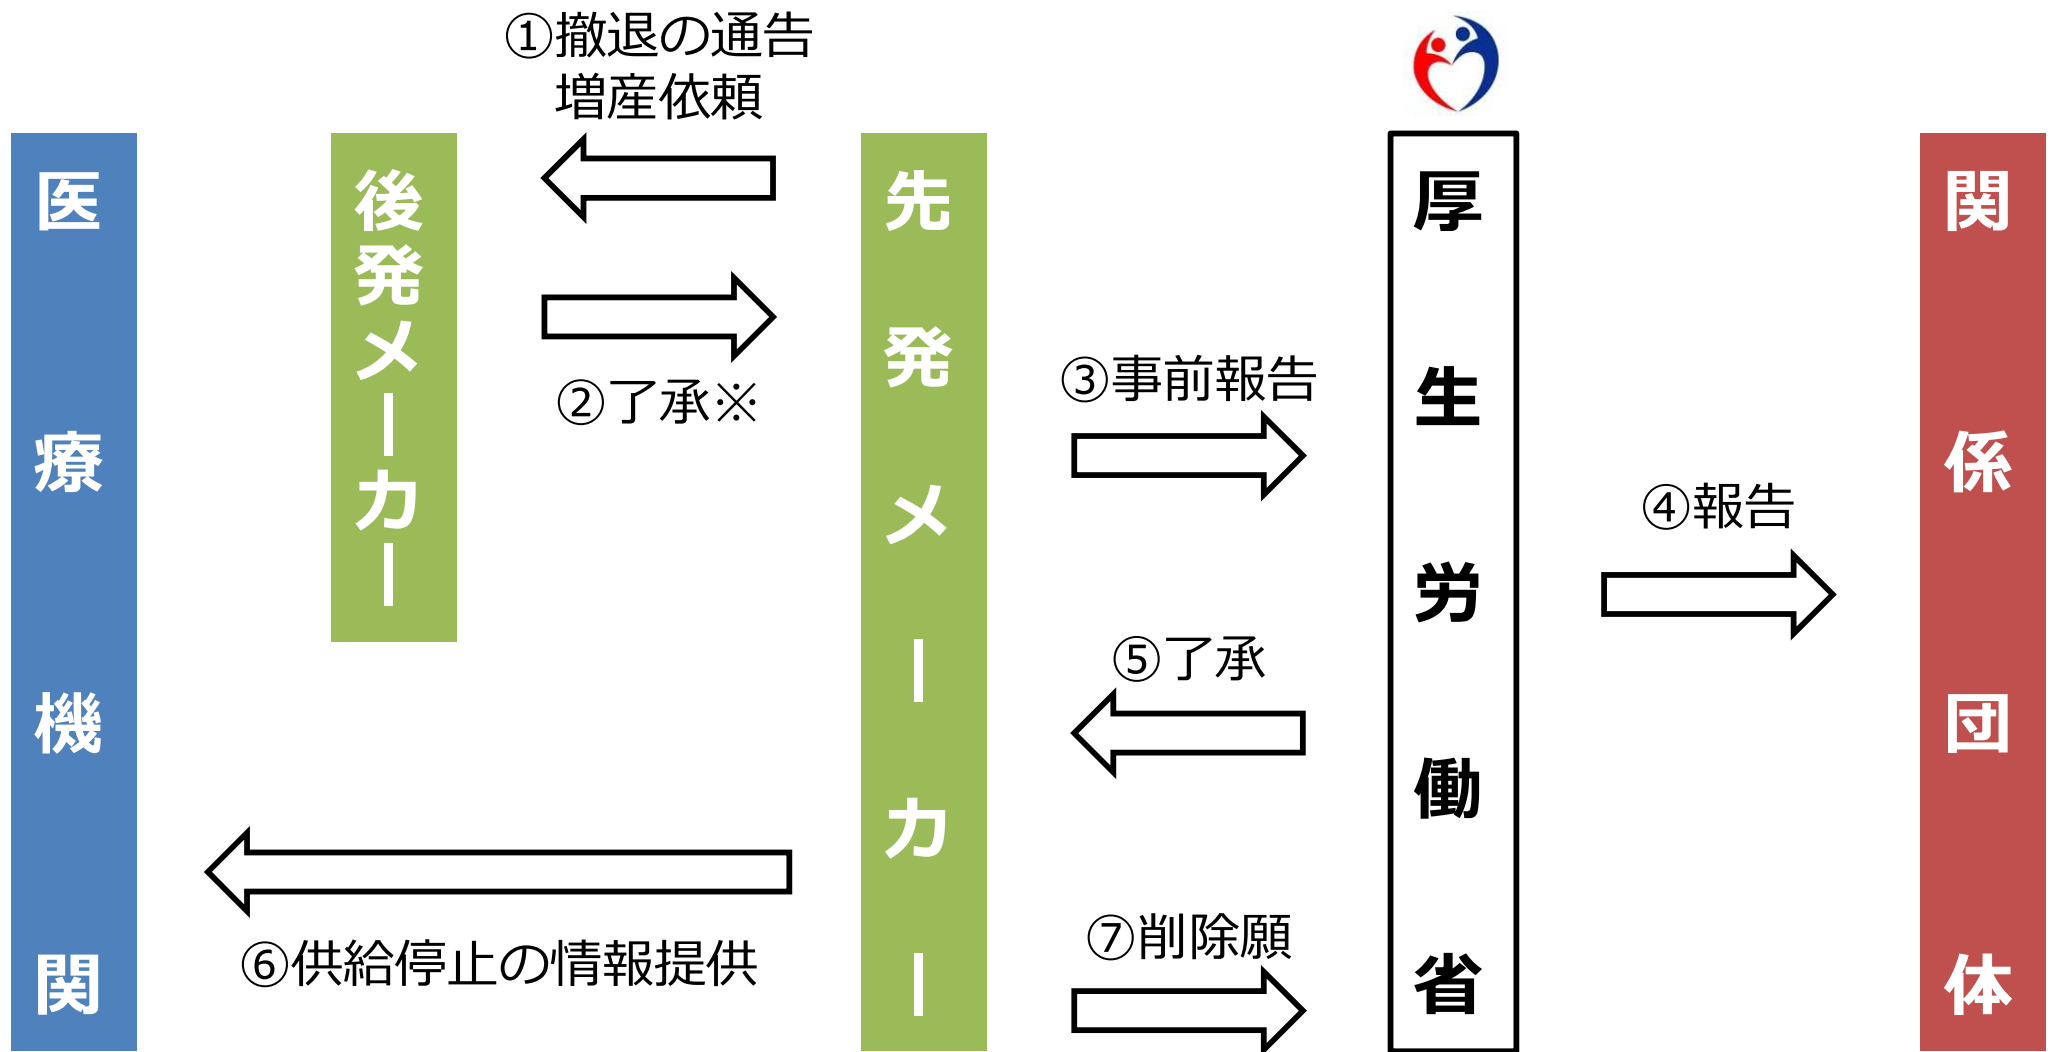 ①撤退の通告
増産依頼
医療機関
後発メーカー
先発メーカー
厚生労働省
関係団体
②了承※
③事前報告
④報告
⑤了承
⑥供給停止の情報提供
⑦削除願